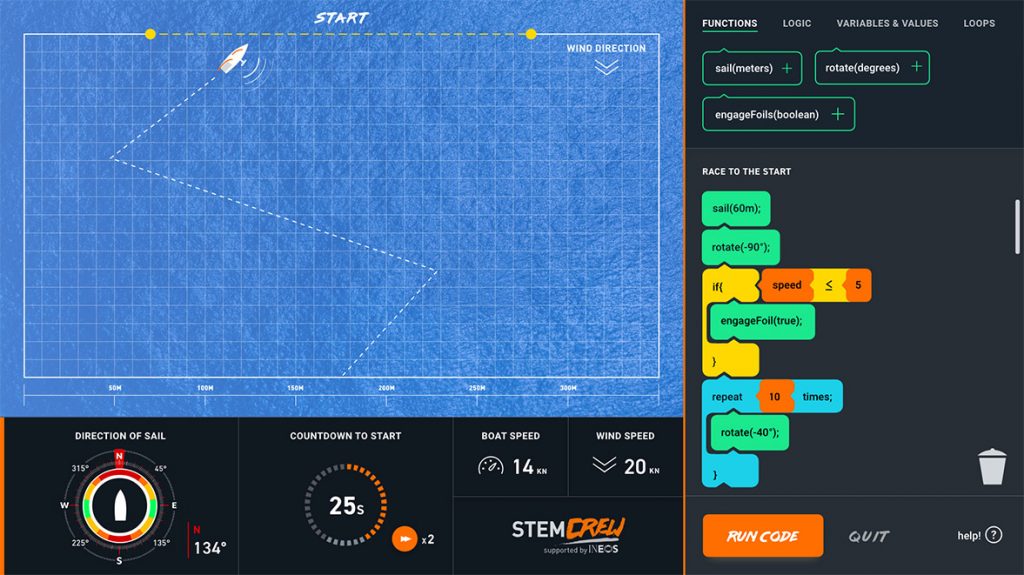 START
WIND DIRECTION
50M 100M 150M 200M 250M 300M
DIRECTION OF SAIL
N
315° 45°
W E
225° 135°
S
N
134°
COUNTDOWN TO START
25s
x2
BOAT SPEED
14 KN
WIND SPEED
20 KN
STEMCREW
supported by INEOS
FUNCTIONS LOGIC VARIABLES & VALUES LOOPS
sail(meters) +
rotate(degrees) +
engageFoils(boolean) +
RACE TO THE START
sail(60m);
rotate(-90°);
if{ speed ≤ 5
engageFoil(true);
}
repeat 10 times;
rotate(-40°);
}
RUN CODE
QUIT
help! ?